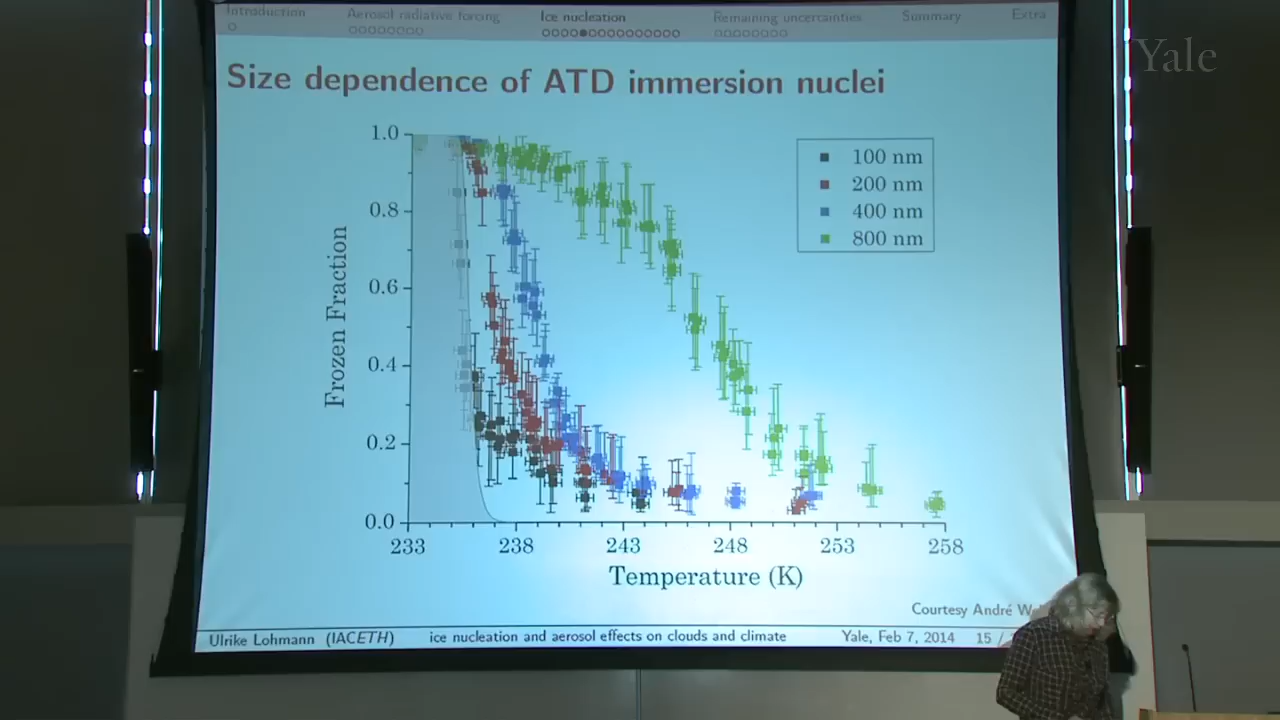 Introduction Aerosol radiative forcing Ice nucleation Remaining uncertainties Summary Extra
Yale
Size dependence of ATD immersion nuclei
1.0
0.8
0.6
0.4
0.2
0.0
Frozen Fraction
100 nm
200 nm
400 nm
800 nm
233 238 243 248 253 258
Temperature (K)
Courtesy André
Ulrike Lohmann (IACETH) ice nucleation and aerosol effects on clouds and climate Yale, Feb 7, 2014 15 /